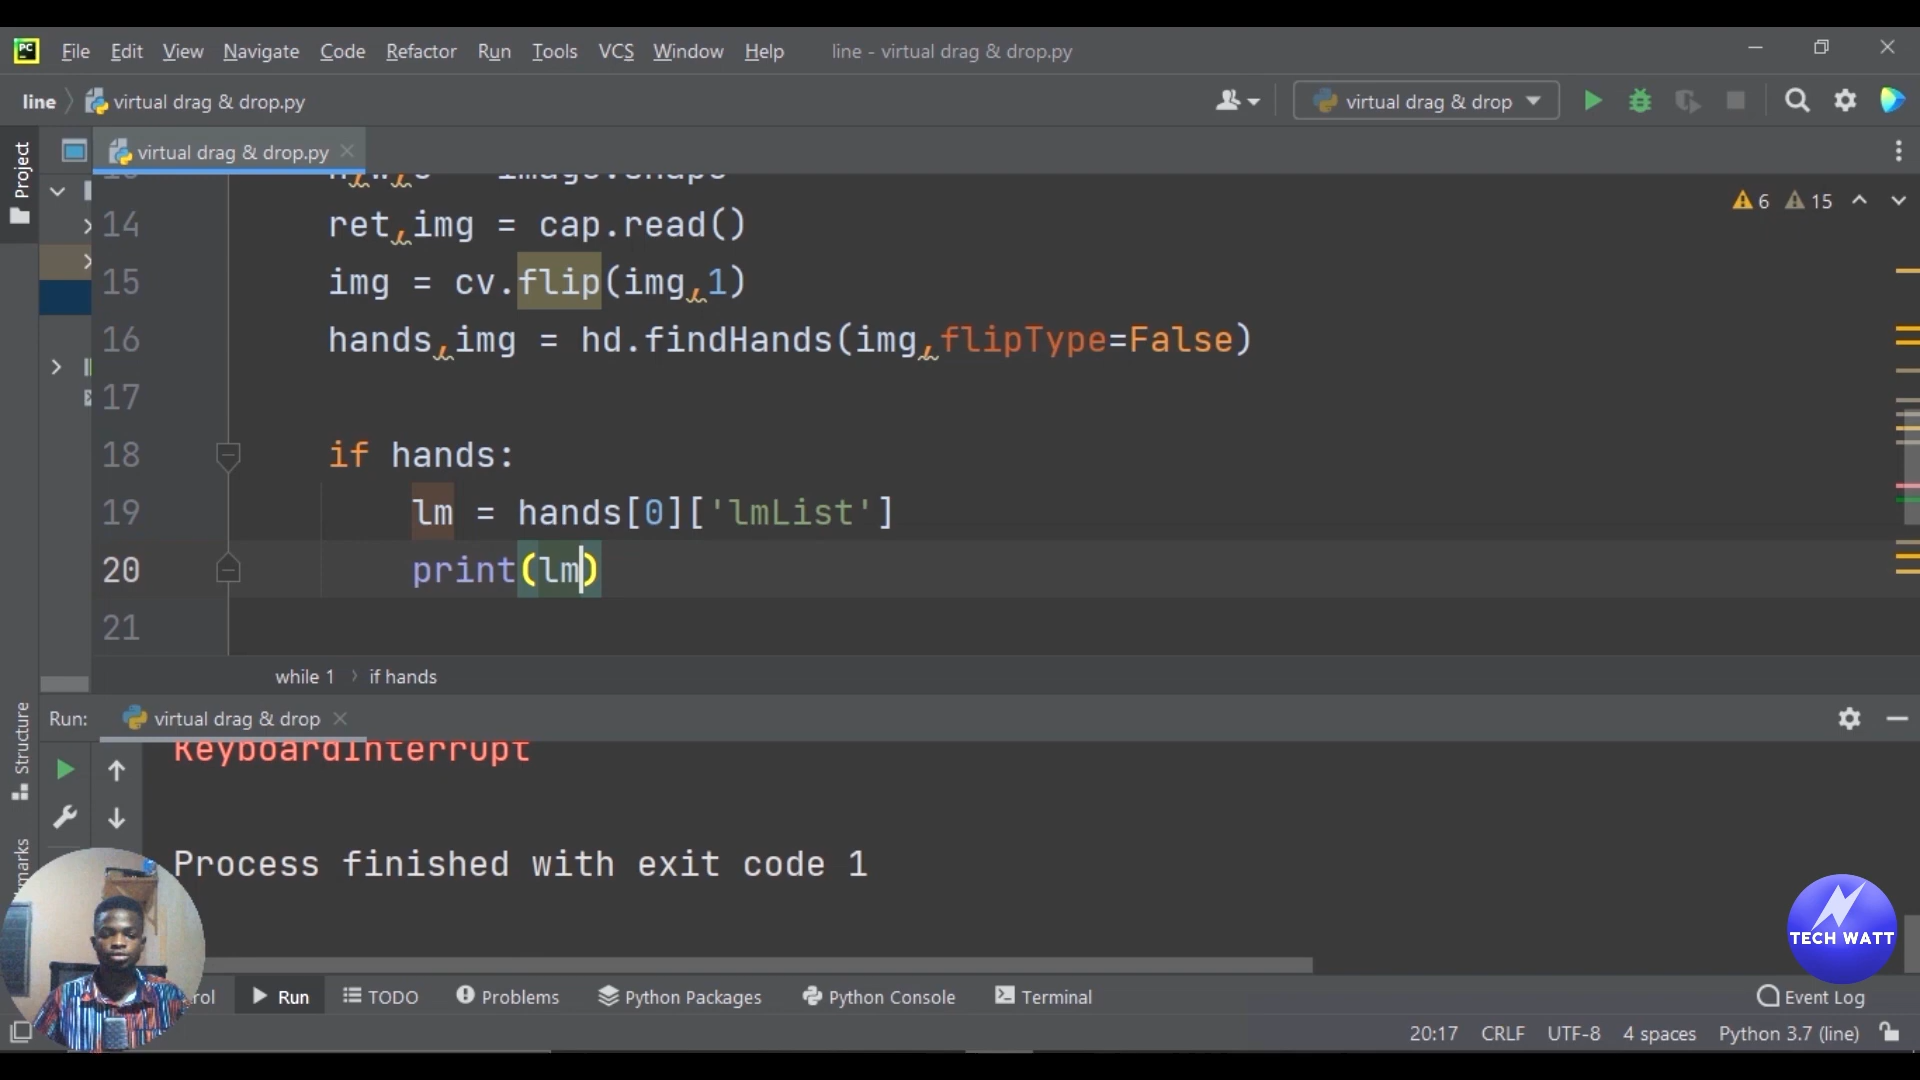 PC File Edit View Navigate Code Refactor Run Tools VCS Window Help line - virtual drag & drop.py
line virtual drag & drop.py virtual drag & drop
Project virtual drag & drop.py
14 ret,img = cap.read() 6 15
15 img = cv.flip(img,1)
16 hands,img = hd.findHands(img,flipType=False)
17
18 if hands:
19 lm = hands[0]['lmList']
20 print(lm)
21
while 1 if hands
Structure
Run: virtual drag & drop
KeyboardInterrupt
Process finished with exit code 1
TECH WATT
Run TODO Problems Python Packages Python Console Terminal Event Log
20:17 CRLF UTF-8 4 spaces Python 3.7 (line)